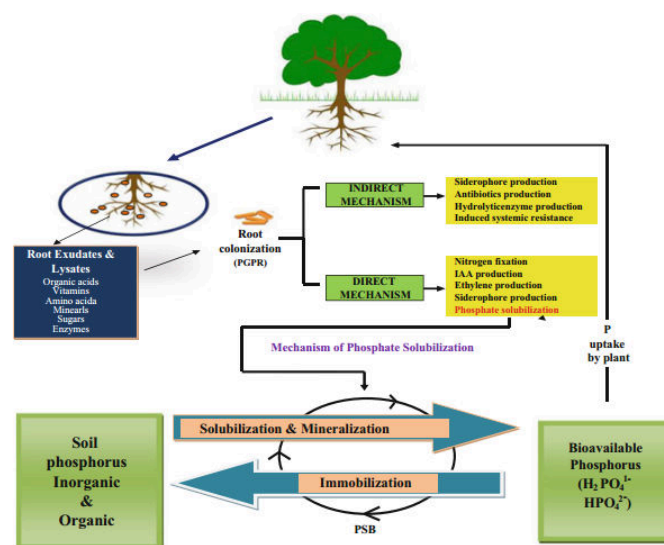 INDIRECT
MECHANISM
Siderophore production
Antibiotics production
Hydrolyticenzyme production
Induced systemic resistance
Root
colonization
(PGPR)
Root Exudates &
Lysates
Organic acids
Vitamins
Amino acida
Minearls
Sugars
Enzymes
DIRECT
MECHANISM
Nitrogen fixation
IAA production
Ethylene production
Siderophore production
Phosphate solubilization
P
uptake
by plant
Mechanism of Phosphate Solubilization
Solubilization & Mineralization
Immobilization
PSB
Soil
phosphorus
Inorganic
&
Organic
Bioavailable
Phosphorus
(H₂ PO₄¹⁻
HPO₄²⁻)